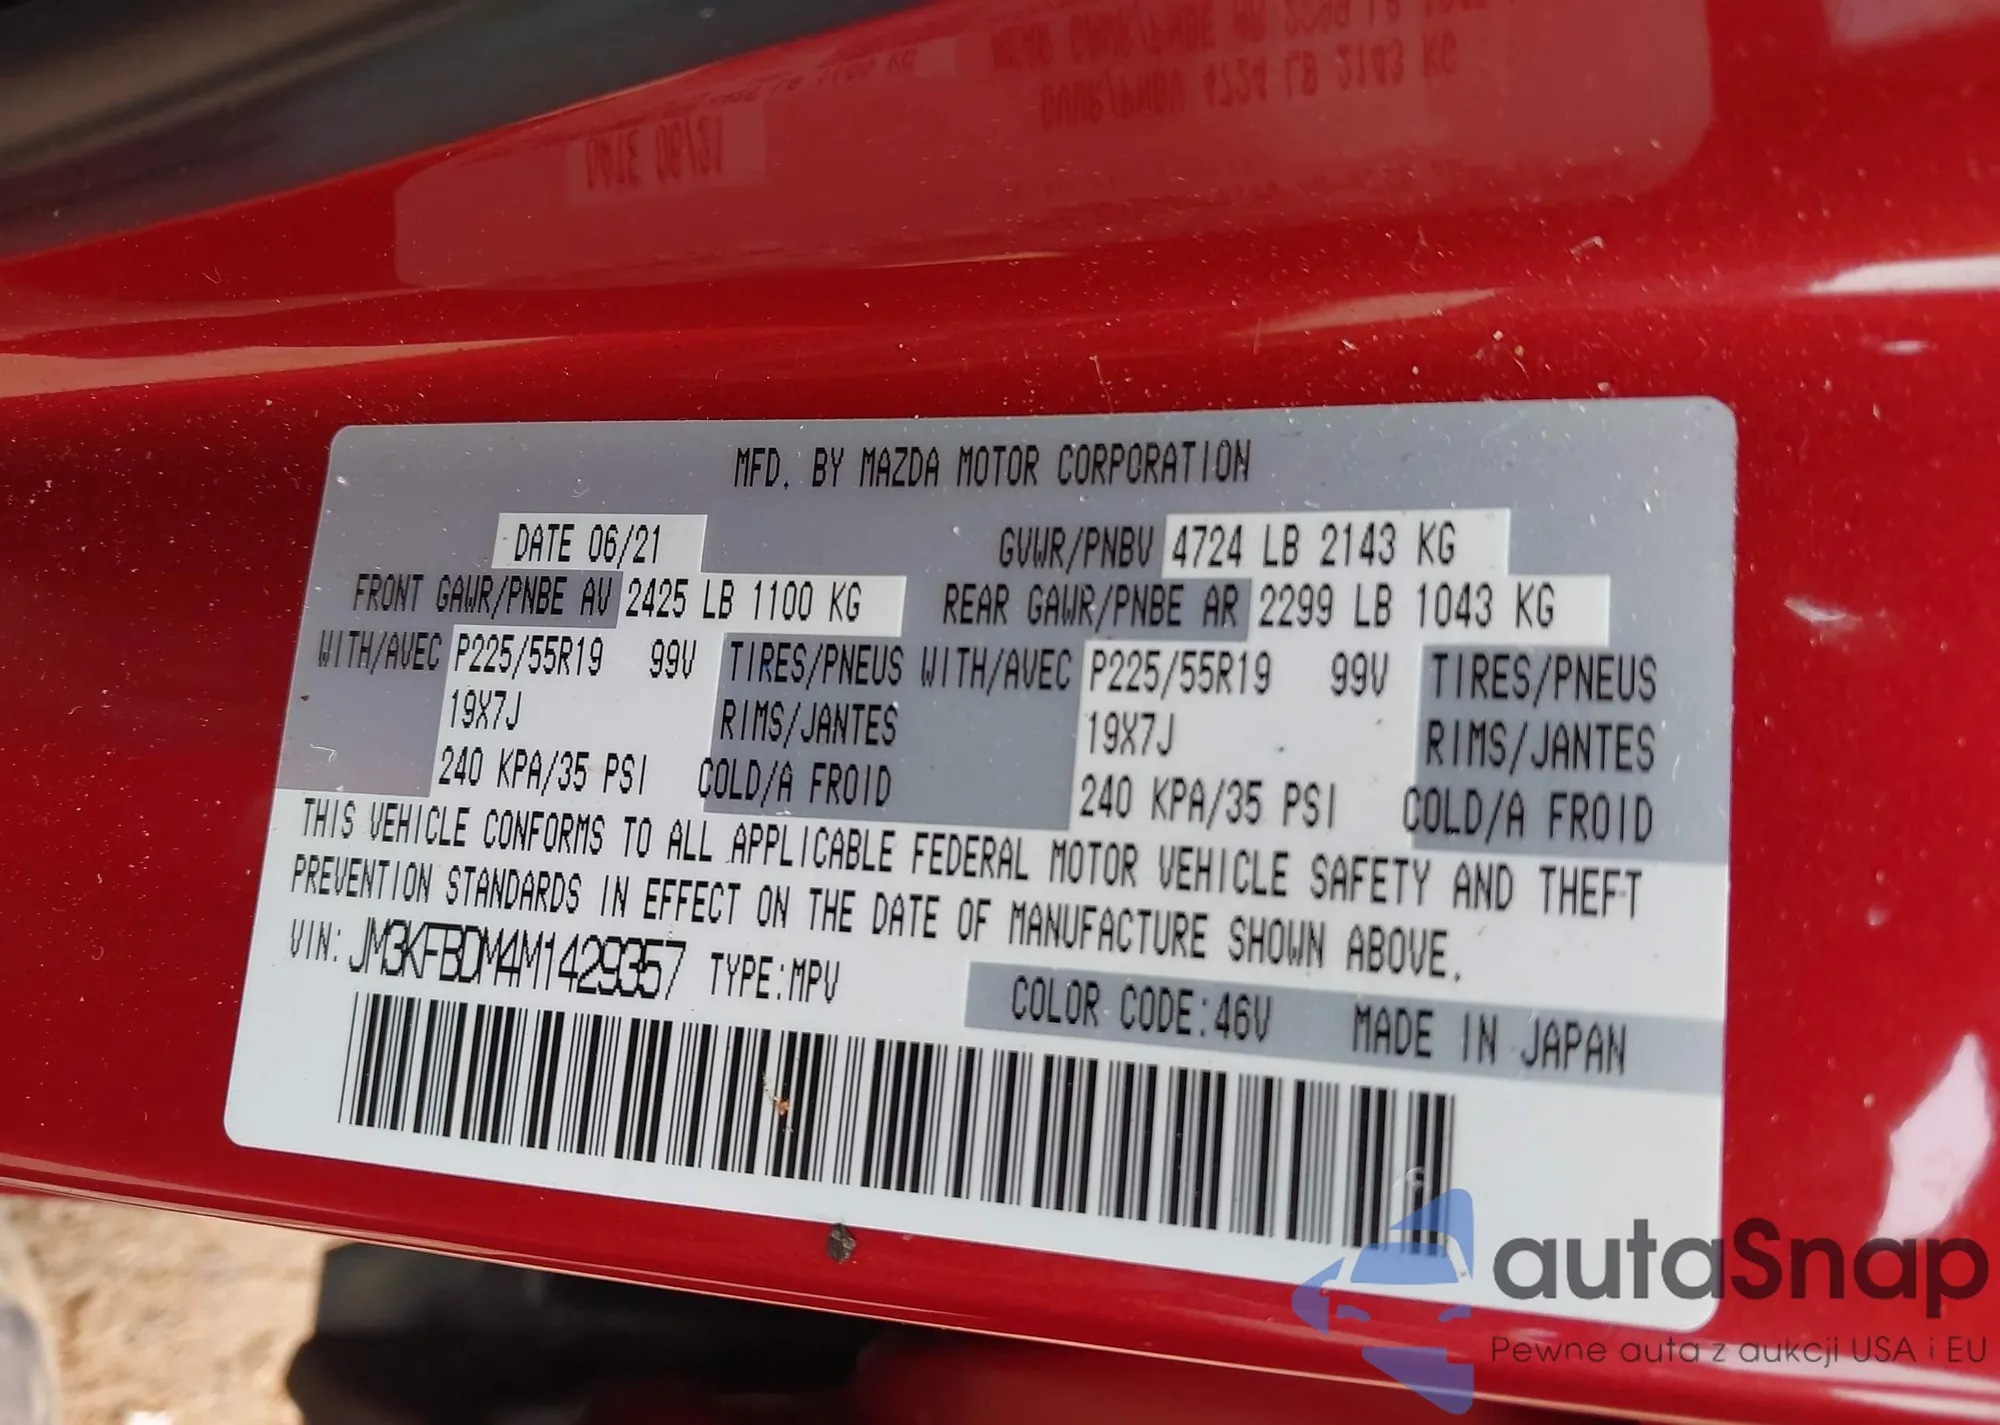 MFD. BY MAZDA MOTOR CORPORATION
DATE 06/21 GVWR/PNBV 4724 LB 2143 KG
FRONT GAWR/PNBE AV 2425 LB 1100 KG REAR GAWR/PNBE AR 2299 LB 1043 KG
WITH/AVEC P225/55R19 99V TIRES/PNEUS WITH/AVEC P225/55R19 99V TIRES/PNEUS
19X7J RIMS/JANTES 19X7J RIMS/JANTES
240 KPA/35 PSI COLD/A FROID 240 KPA/35 PSI COLD/A FROID
THIS VEHICLE CONFORMS TO ALL APPLICABLE FEDERAL MOTOR VEHICLE SAFETY AND THEFT
PREVENTION STANDARDS IN EFFECT ON THE DATE OF MANUFACTURE SHOWN ABOVE.
VIN: JM3KFBDM4M1429357 TYPE:MPV
COLOR CODE:46V MADE IN JAPAN
autaSnap
Pewne auta z aukcji USA i EU